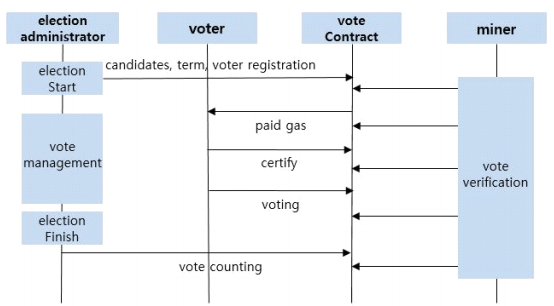 election
administrator
voter
vote
Contract
miner
election
Start
candidates, term, voter registration
paid gas
vote
management
certify
vote
verification
voting
election
Finish
vote counting